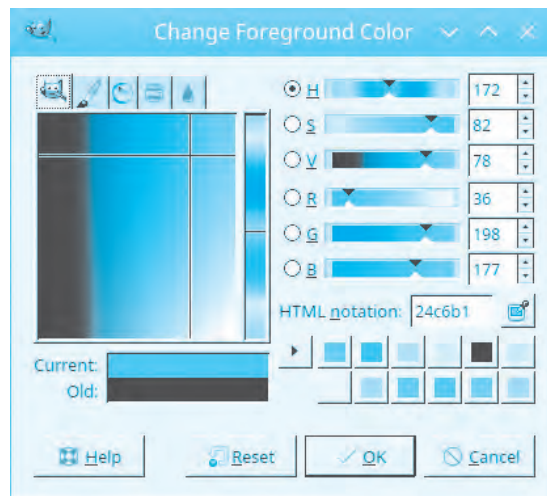 Change Foreground Color
H 172
S 82
V 78
R 36
G 198
B 177
HTML notation: 24c6b1
Current:
Old:
Help Reset OK Cancel